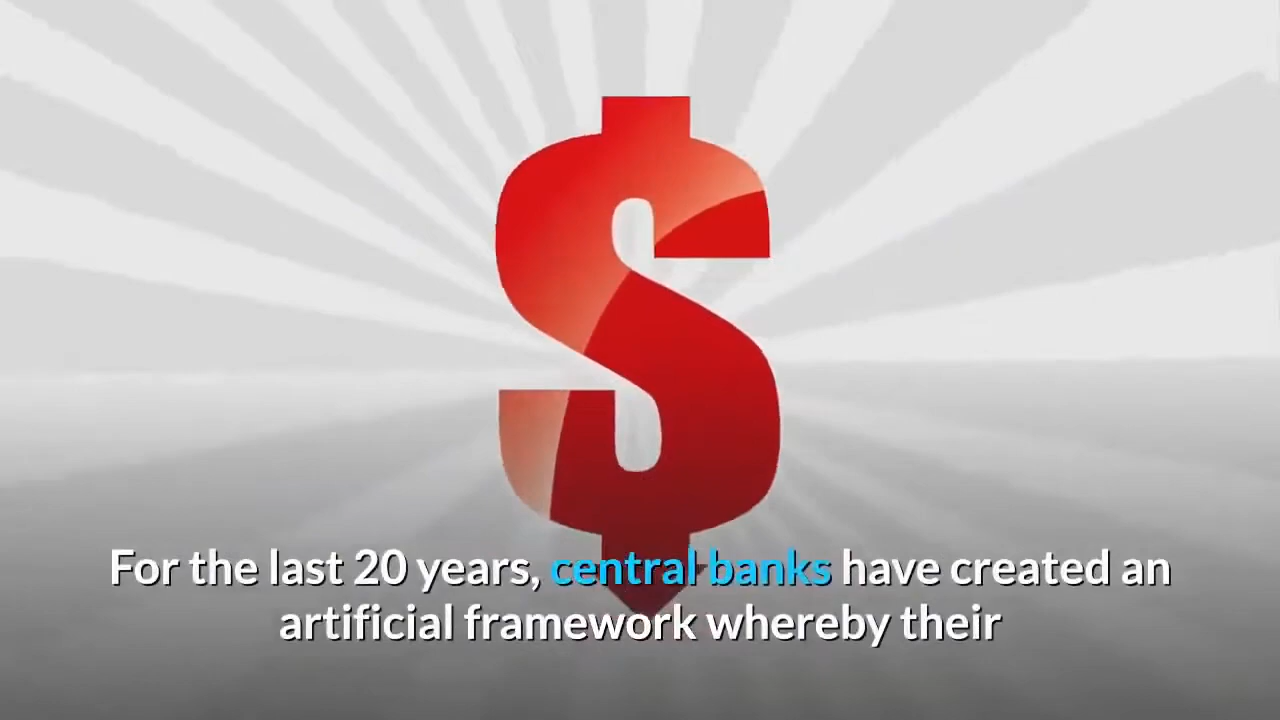 For the last 20 years, central banks have created an
artificial framework whereby their